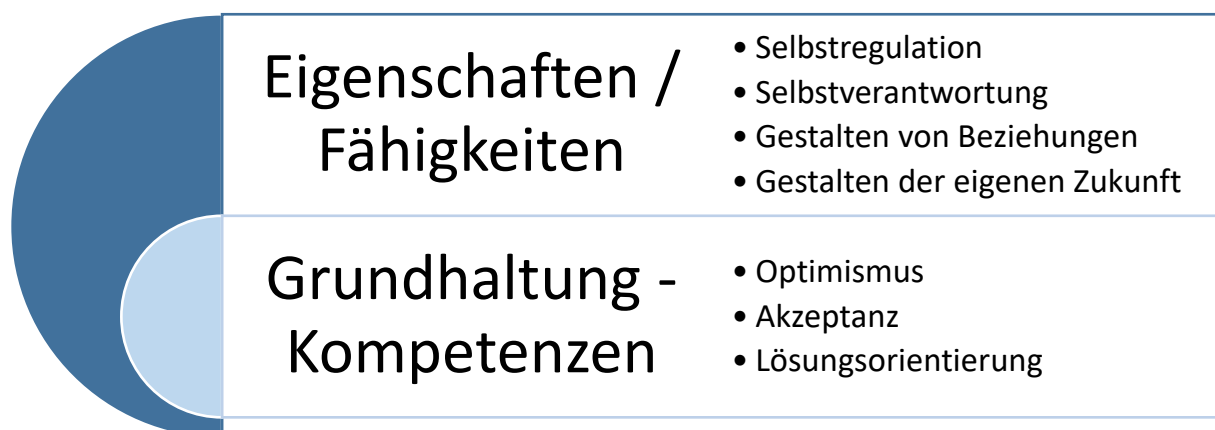 Eigenschaften /
Fähigkeiten
• Selbstregulation
• Selbstverantwortung
• Gestalten von Beziehungen
• Gestalten der eigenen Zukunft
Grundhaltung -
Kompetenzen
• Optimismus
• Akzeptanz
• Lösungsorientierung